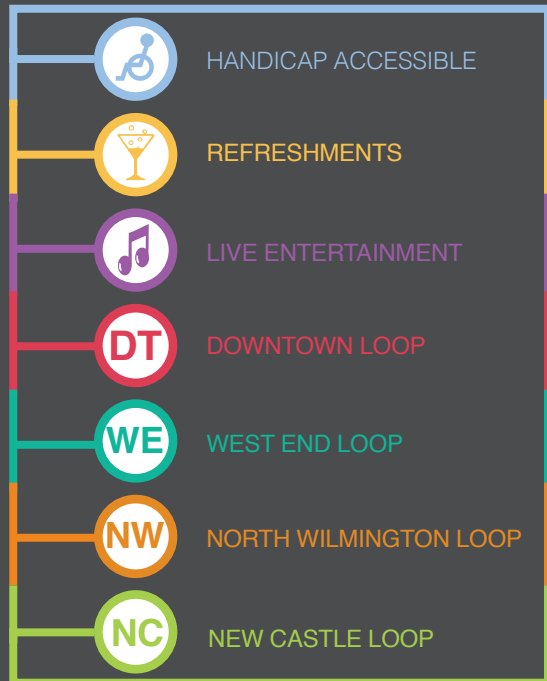 HANDICAP ACCESSIBLE
REFRESHMENTS
LIVE ENTERTAINMENT
DT DOWNTOWN LOOP
WE WEST END LOOP
NW NORTH WILMINGTON LOOP
NC NEW CASTLE LOOP